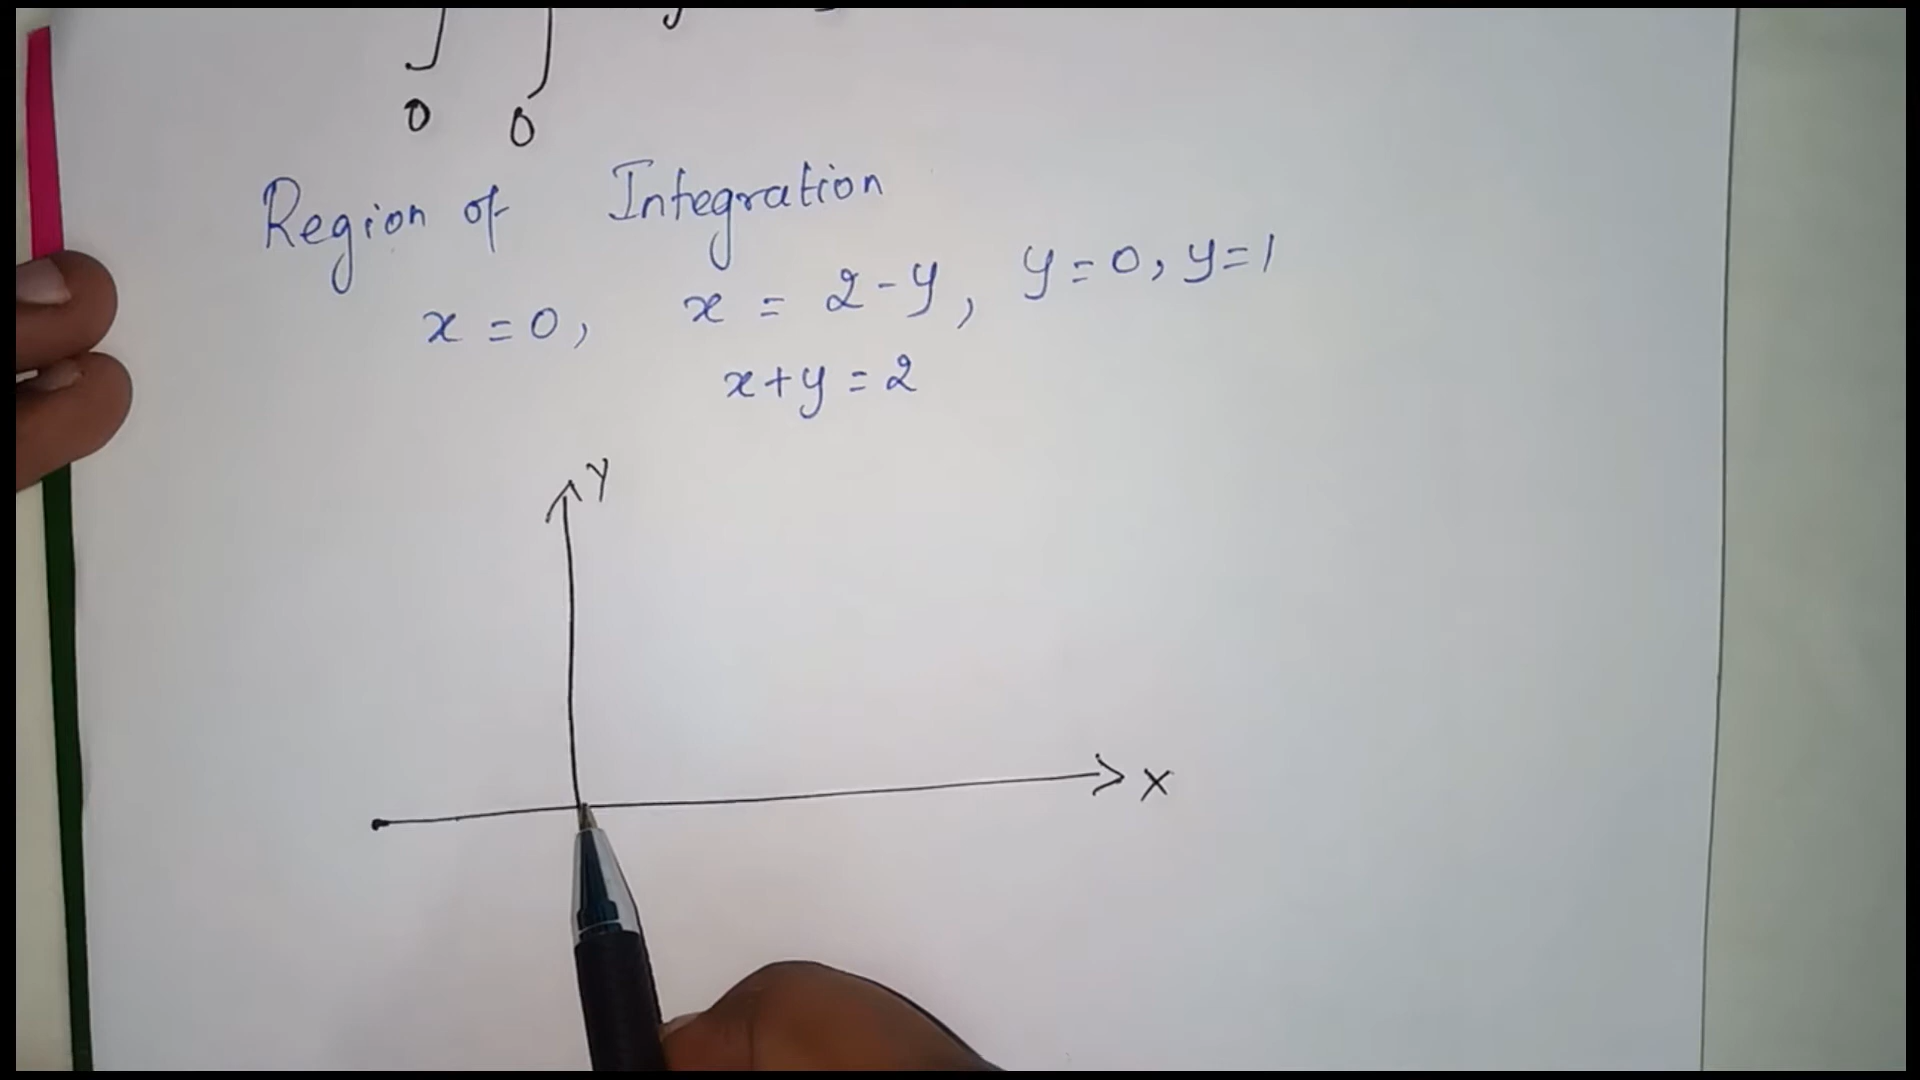 0 0
Region of Integration
x = 0, x = 2 - y, y = 0, y = 1
x + y = 2
Y
X